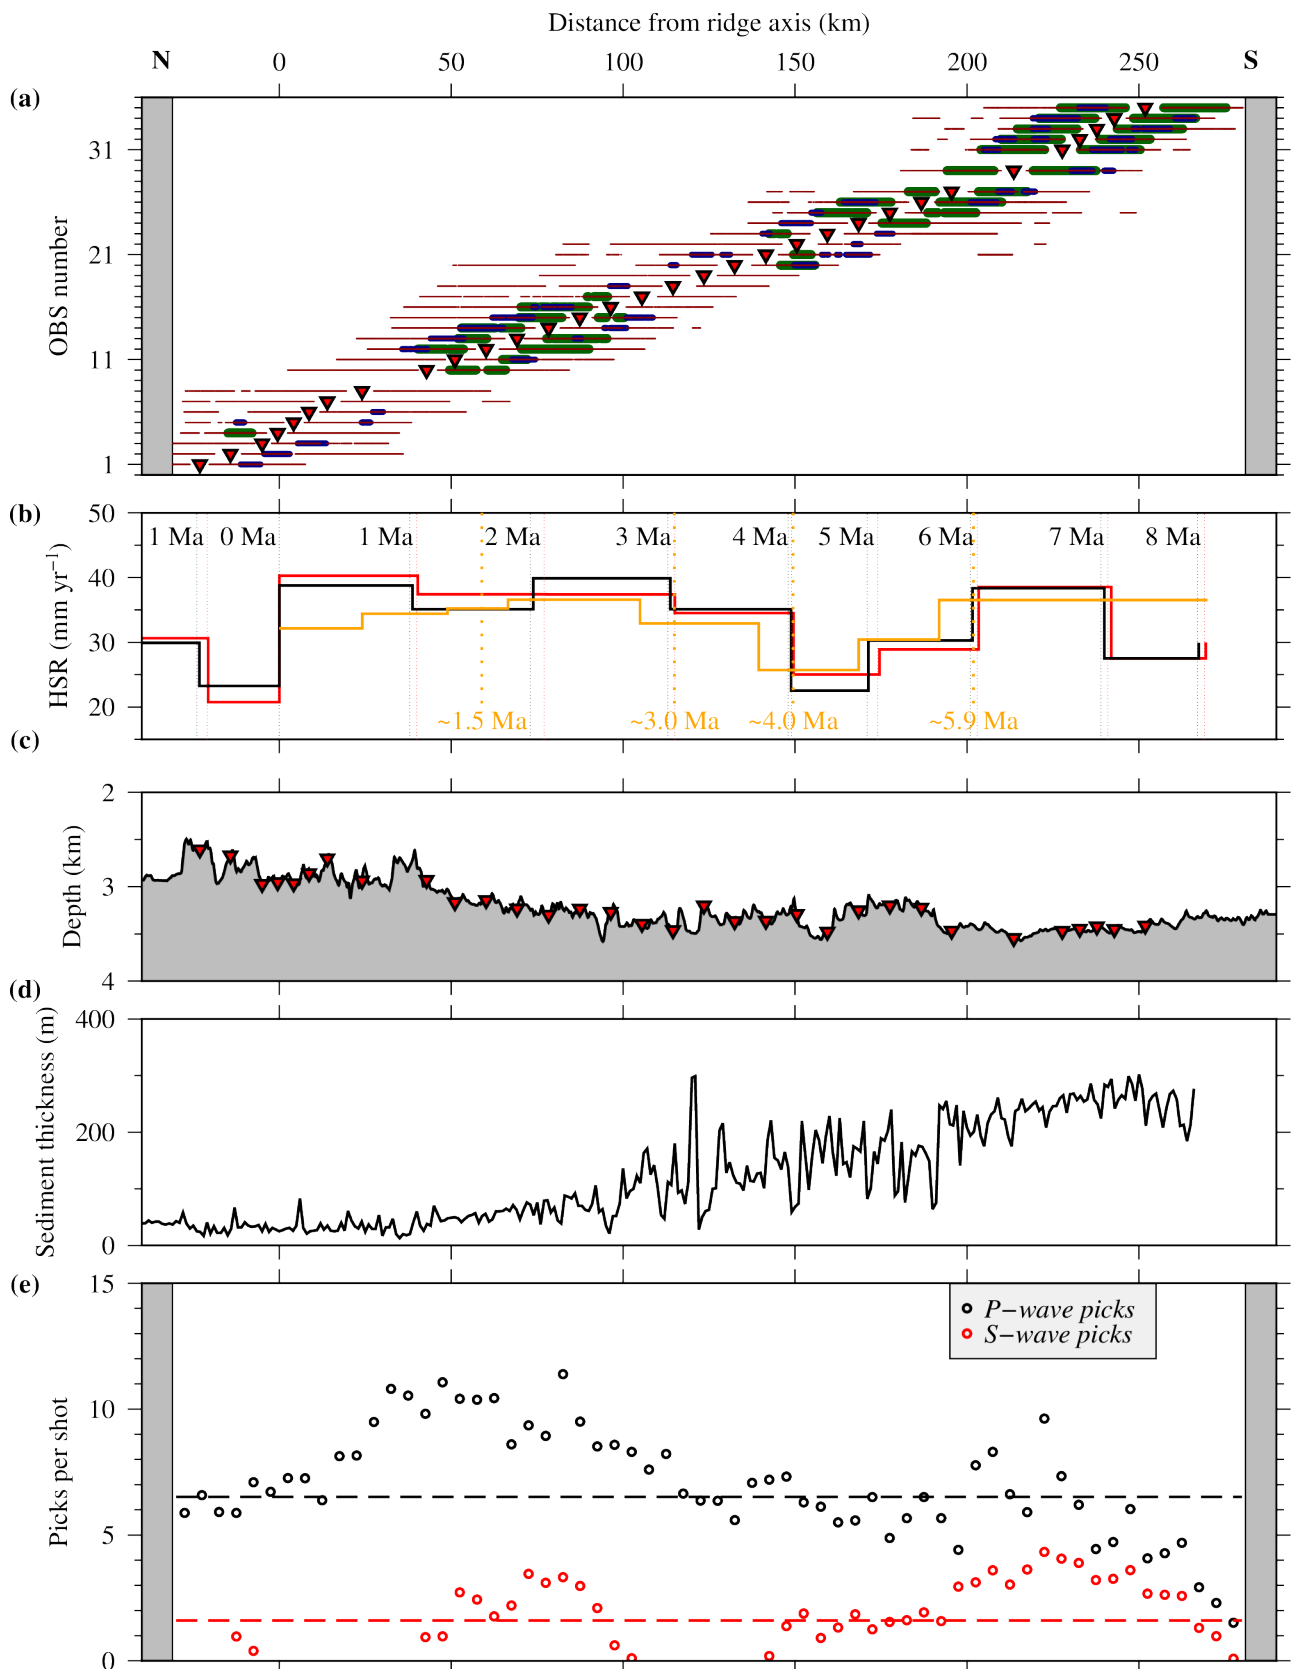 Distance from ridge axis (km)
N 0 50 100 150 200 250 S
(a)
31
21
11
1
OBS number
(b)
50
40
30
20
HSR (mm yr⁻¹)
1 Ma 0 Ma 1 Ma 2 Ma 3 Ma 4 Ma 5 Ma 6 Ma 7 Ma 8 Ma
~1.5 Ma ~3.0 Ma ~4.0 Ma ~5.9 Ma
(c)
2
3
4
Depth (km)
(d)
400
200
0
Sediment thickness (m)
(e)
15
10
5
0
Picks per shot
P−wave picks
S−wave picks